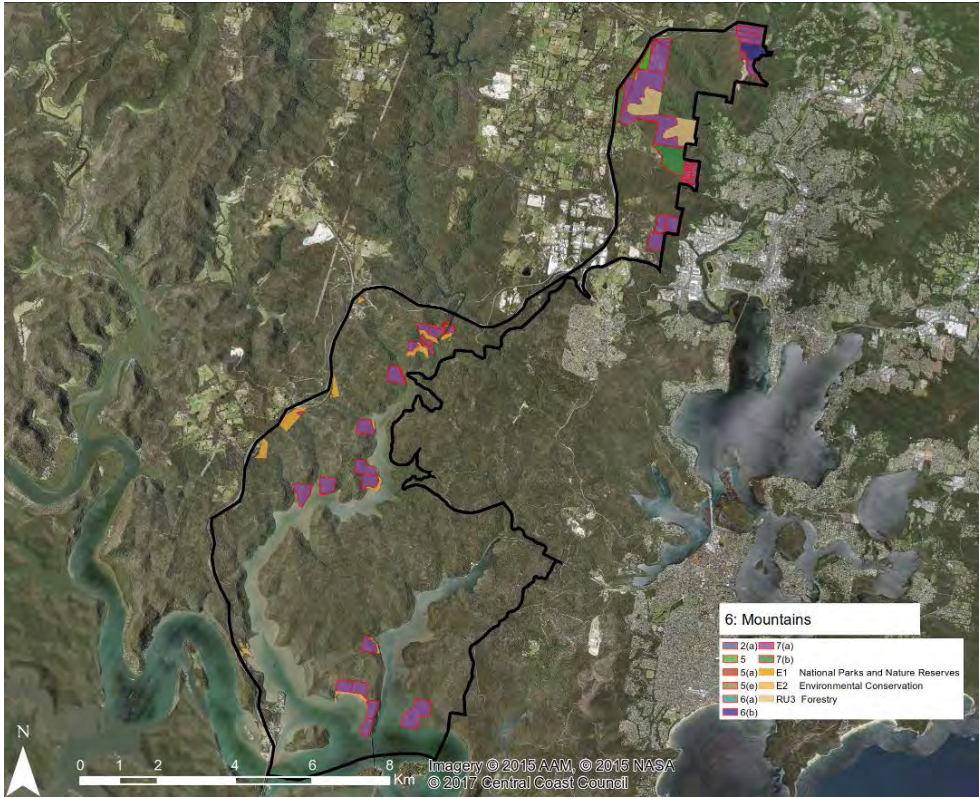 6: Mountains
2(a) 7(a)
5 7(b)
5(a) E1 National Parks and Nature Reserves
5(e) E2 Environmental Conservation
6(a) RU3 Forestry
6(b)
N
0 1 2 4 6 8
Km
Imagery © 2015 AAM, © 2015 NASA
© 2017 Central Coast Council